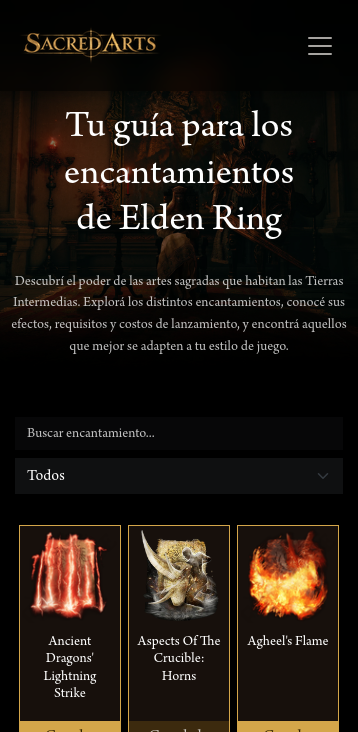 SACRED ARTS
Tu guía para los
encantamientos
de Elden Ring
Descubrí el poder de las artes sagradas que habitan las Tierras
Intermedias. Explorá los distintos encantamientos, conocé sus
efectos, requisitos y costos de lanzamiento, y encontrá aquellos
que mejor se adapten a tu estilo de juego.
Buscar encantamiento...
Todos
Ancient
Dragons'
Lightning
Strike
Aspects Of The
Crucible:
Horns
Agheel's Flame